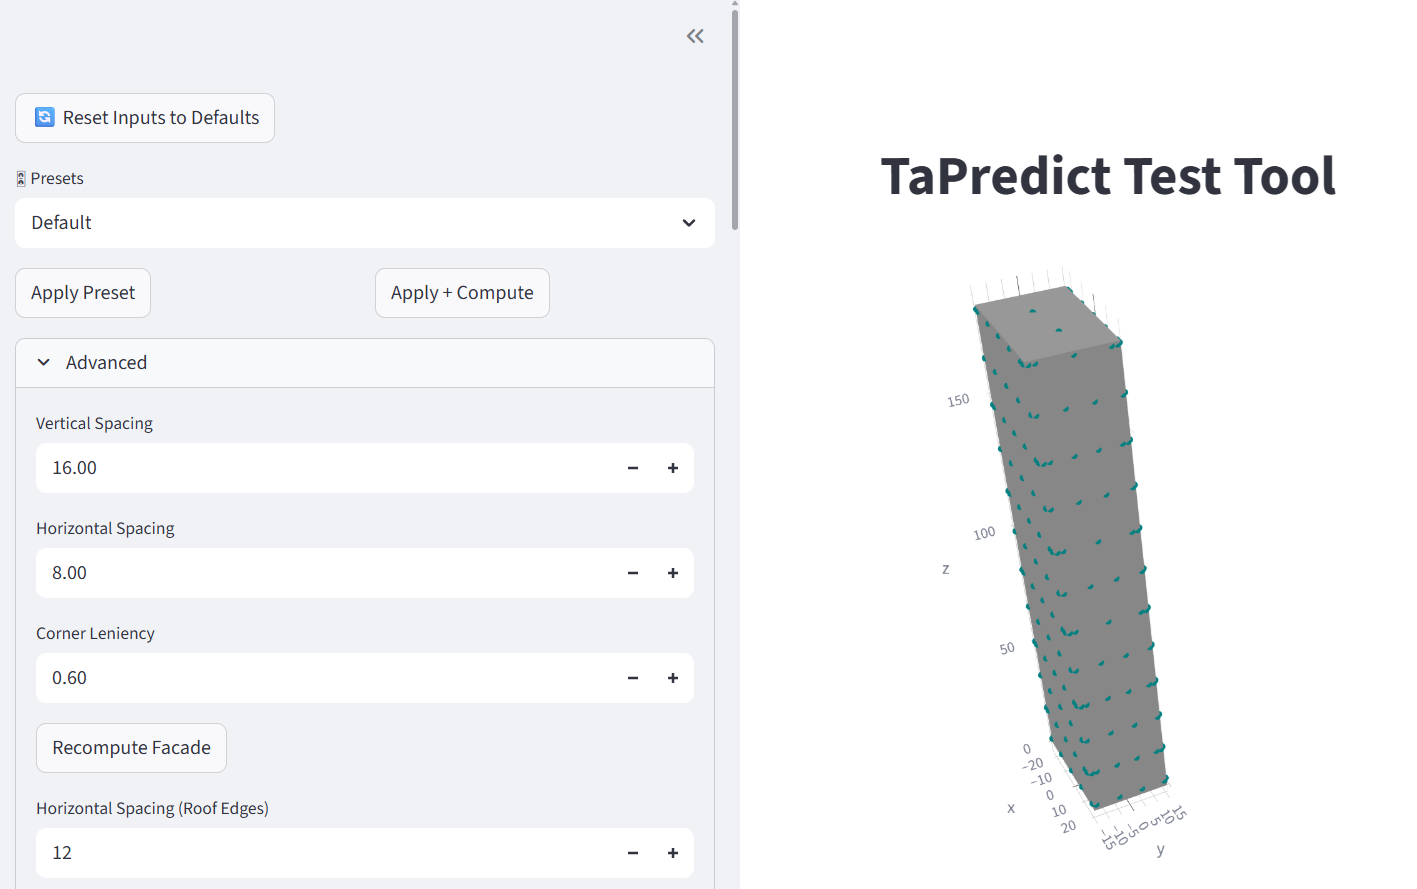 Reset Inputs to Defaults
Presets
Default
Apply Preset
Apply + Compute
Advanced
Vertical Spacing
16.00
Horizontal Spacing
8.00
Corner Leniency
0.60
Recompute Facade
Horizontal Spacing (Roof Edges)
12
TaPredict Test Tool
150
100
z
50
0
−20
−10
0
x
10
20
−15
−10
−5
0
5
10
15
y